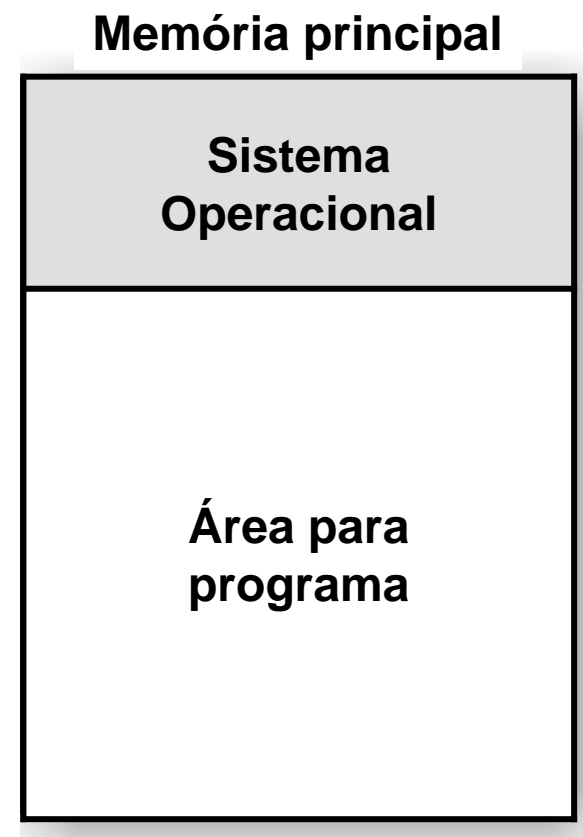 Memória principal
Sistema
Operacional
Área para
programa